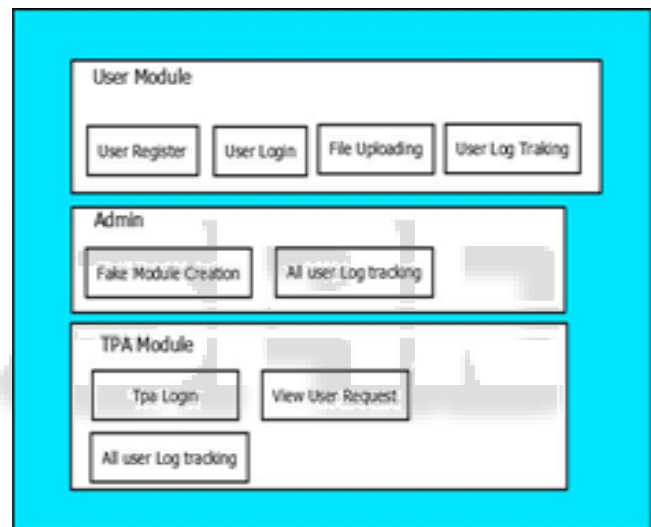 User Module
User Register User Login File Uploading User Log Traking
Admin
Fake Module Creation All user Log tracking
TPA Module
Tpa Login View User Request
All user Log tracking